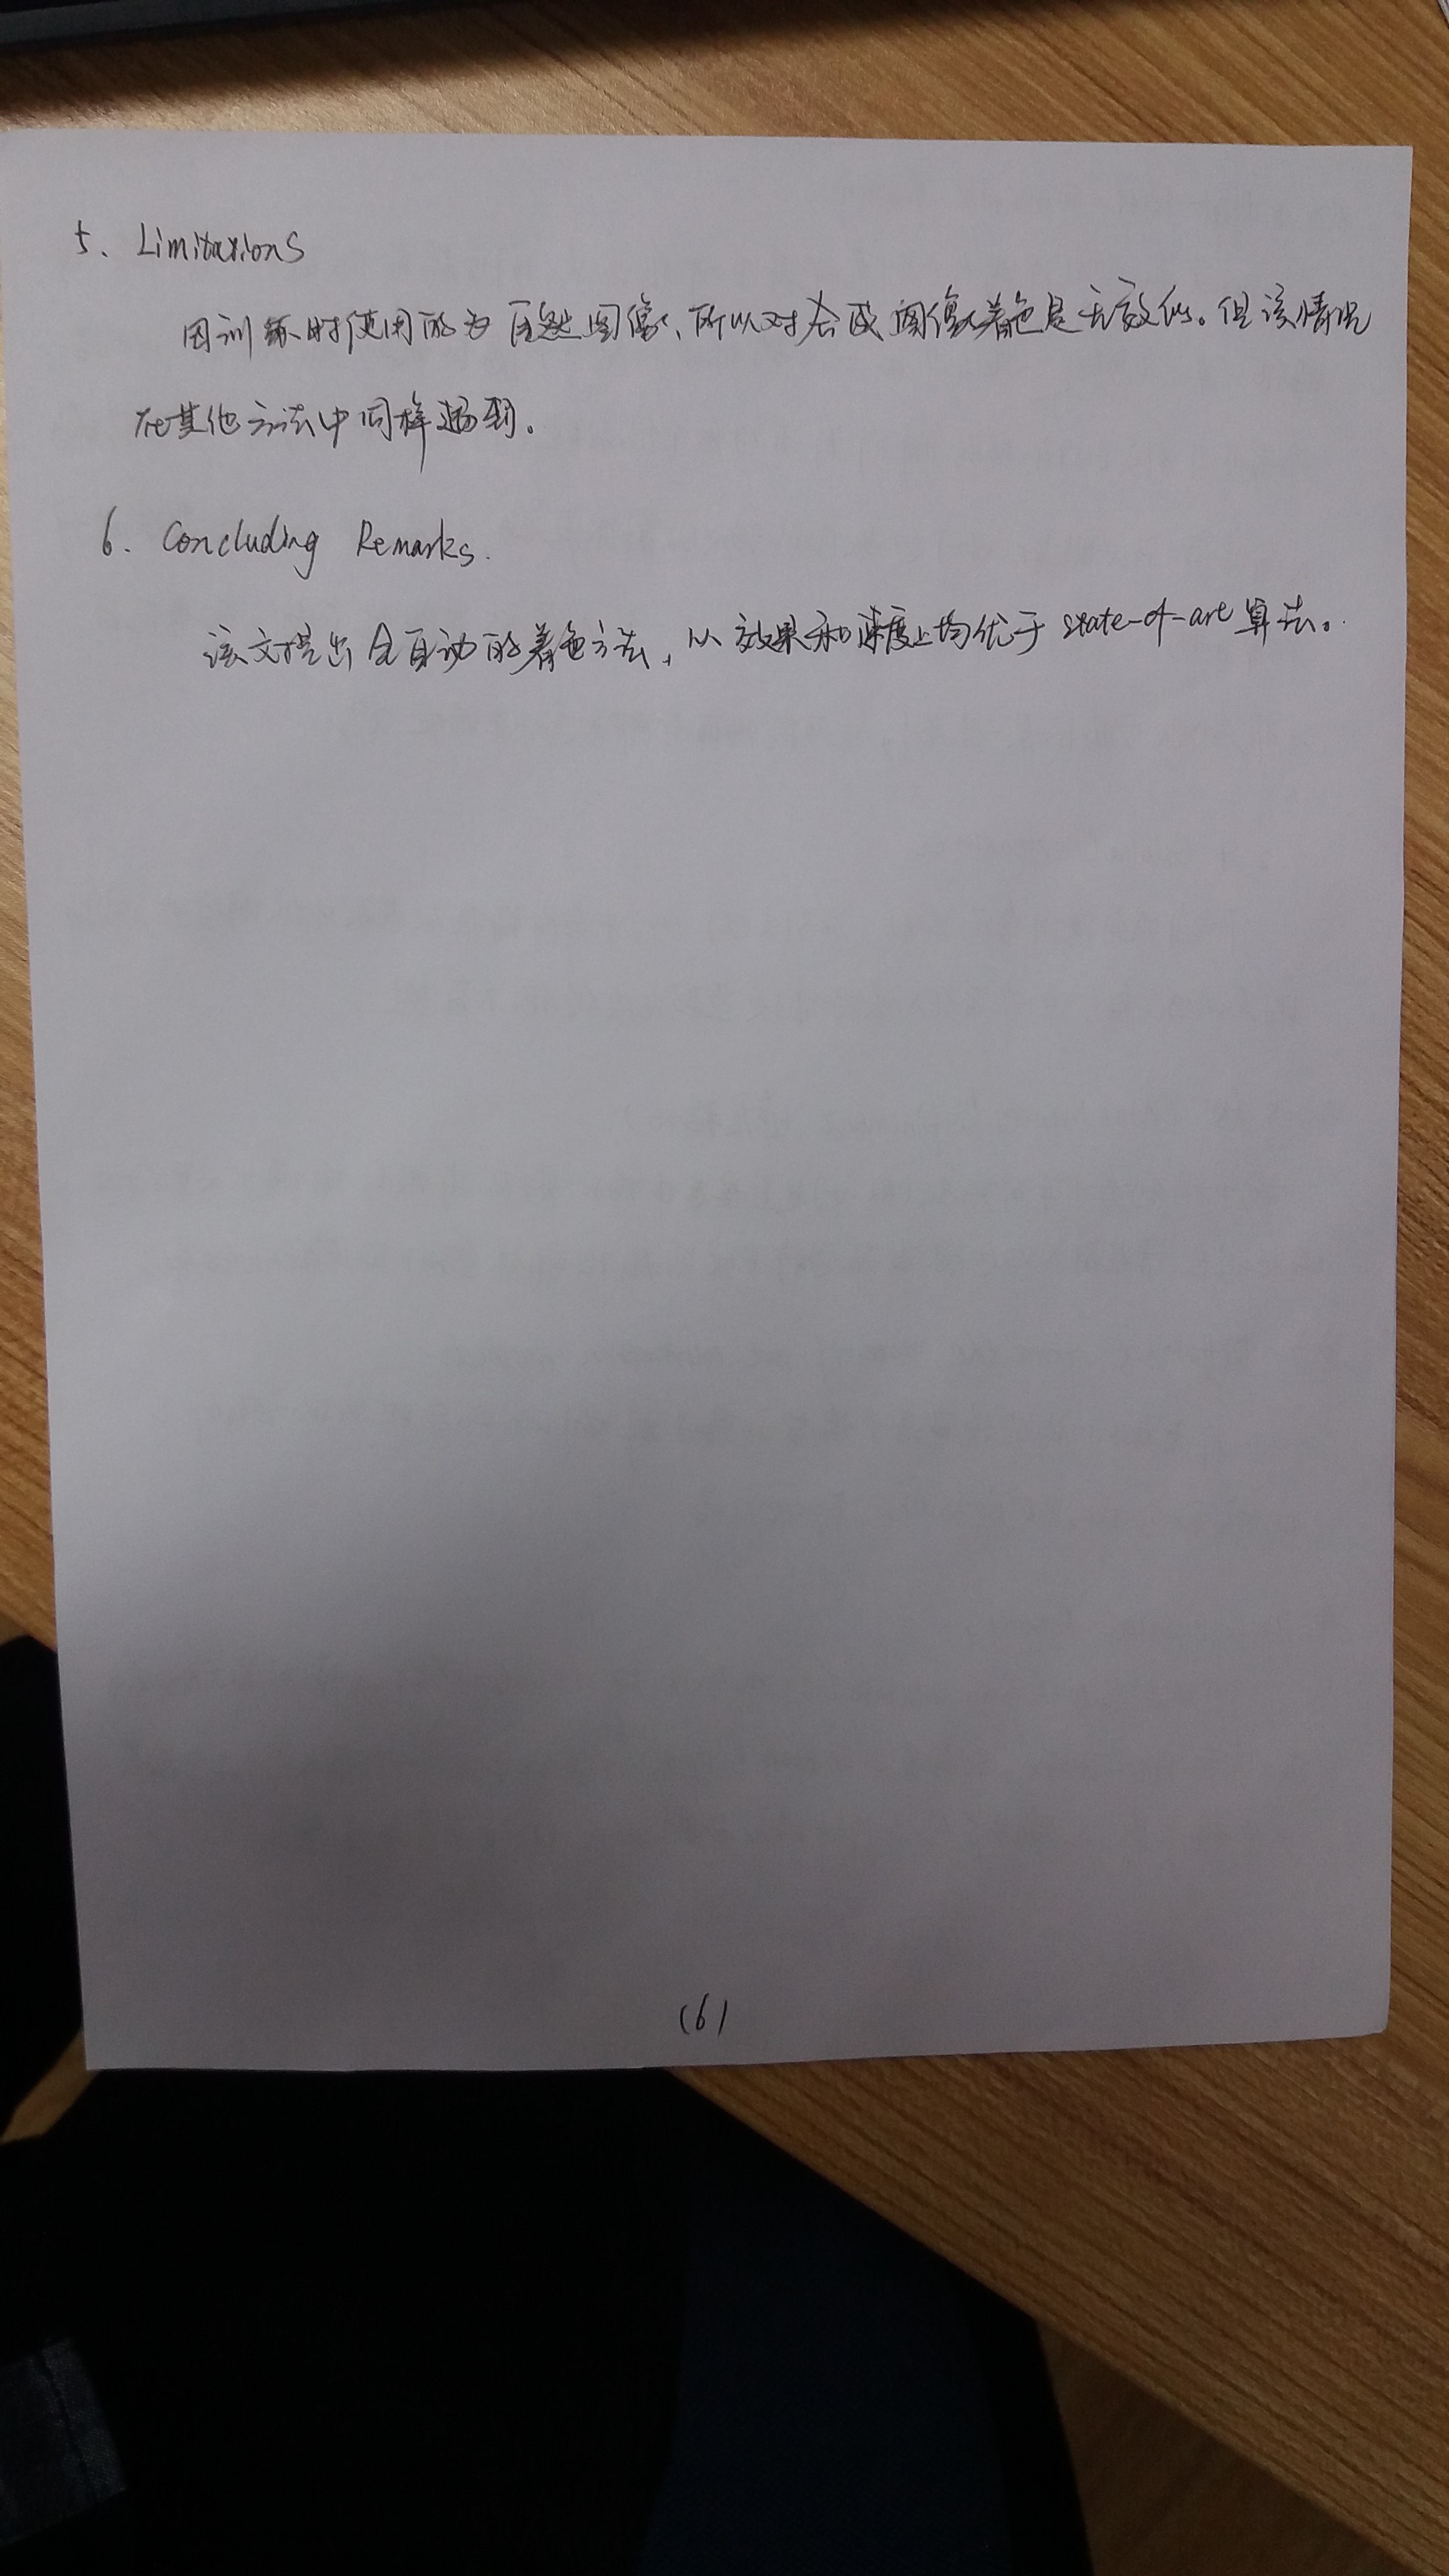 5. Limitations
因训练时使用的为自然图像、所以对合成图像着色是无效的。但该情况
在其他方法中同样遇到。
6. Concluding Remarks.
该文提出全自动的着色方法，从效果和速度上均优于 state-of-art 算法。
(6)